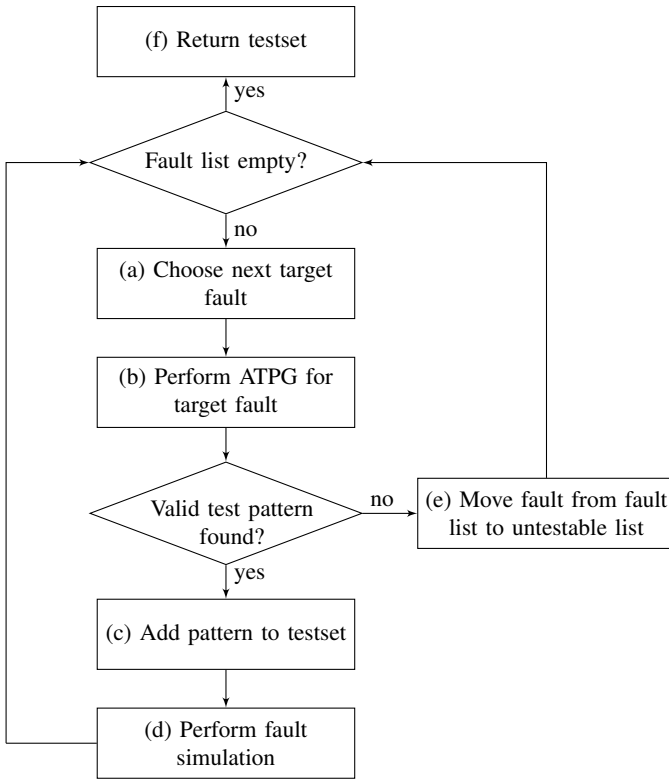 (f) Return testset
yes
Fault list empty?
no
(a) Choose next target
fault
(b) Perform ATPG for
target fault
Valid test pattern
found?
no
(e) Move fault from fault
list to untestable list
yes
(c) Add pattern to testset
(d) Perform fault
simulation